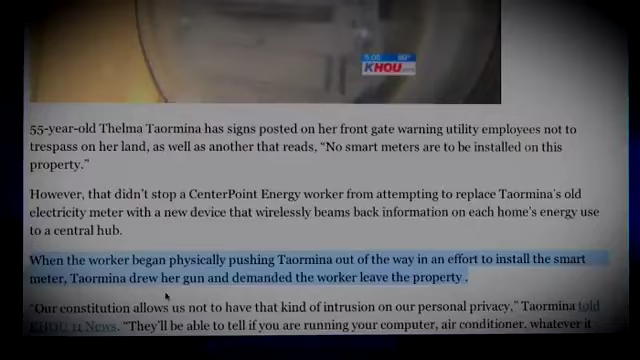 5:05 89°
KHOU.com
55-year-old Thelma Taormina has signs posted on her front gate warning utility employees not to
trespass on her land, as well as another that reads, “No smart meters are to be installed on this
property.”
However, that didn’t stop a CenterPoint Energy worker from attempting to replace Taormina’s old
electricity meter with a new device that wirelessly beams back information on each home’s energy use
to a central hub.
When the worker began physically pushing Taormina out of the way in an effort to install the smart
meter, Taormina drew her gun and demanded the worker leave the property .
“Our constitution allows us not to have that kind of intrusion on our personal privacy,” Taormina told
KHOU 11 News. “They’ll be able to tell if you are running your computer, air conditioner, whatever it